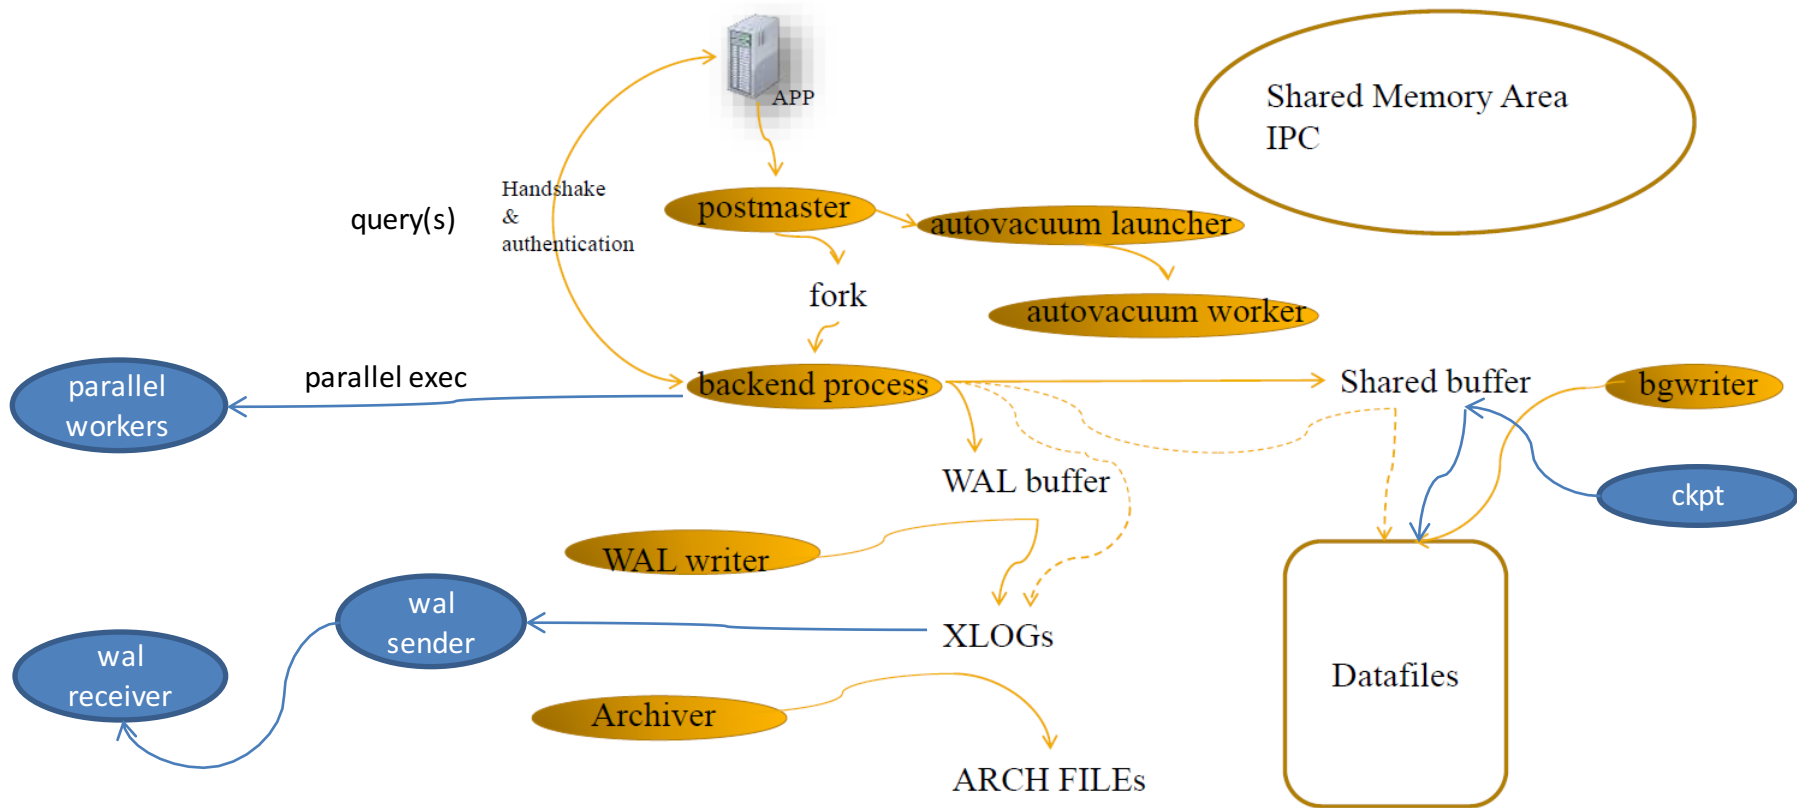 APP
Shared Memory Area
IPC
Handshake
&
authentication
query(s)
postmaster
autovacuum launcher
fork
autovacuum worker
parallel exec
backend process
Shared buffer
bgwriter
parallel
workers
WAL buffer
ckpt
WAL writer
wal
sender
XLOGs
wal
receiver
Datafiles
Archiver
ARCH FILEs